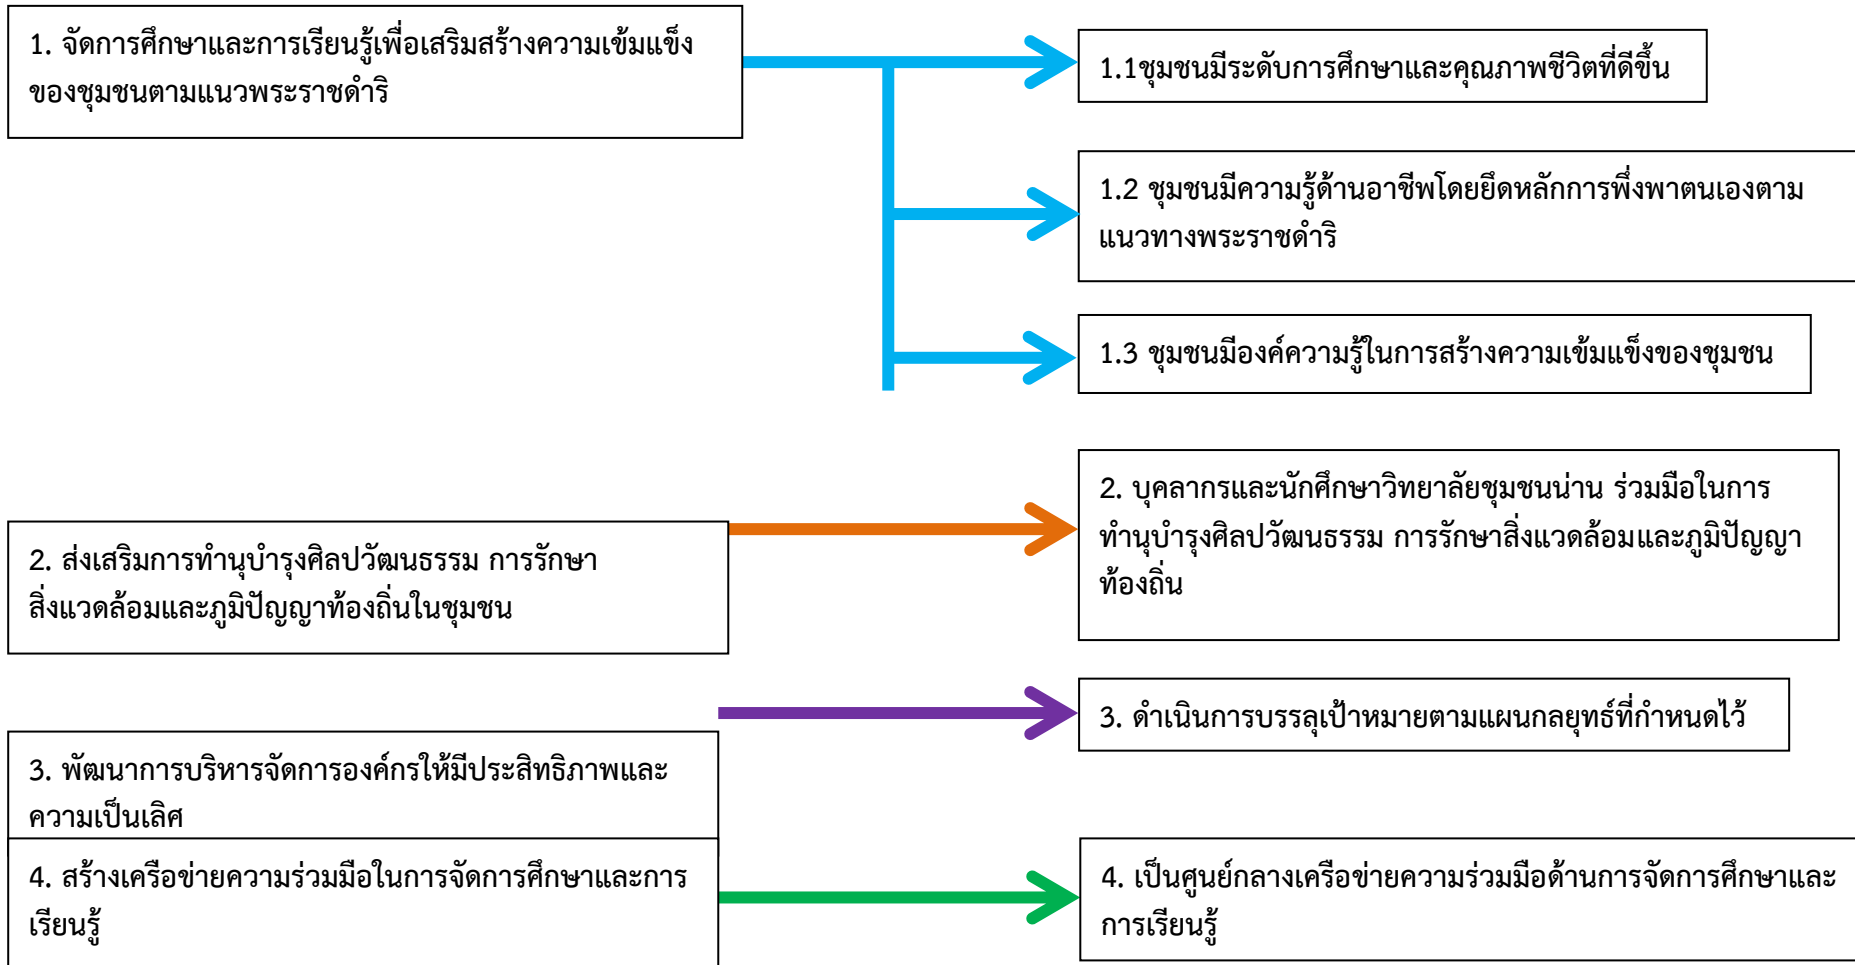 1. จัดการศึกษาและการเรียนรู้เพื่อเสริมสร้างความเข้มแข็ง
ของชุมชนตามแนวพระราชดำริ
1.1ชุมชนมีระดับการศึกษาและคุณภาพชีวิตที่ดีขึ้น
1.2 ชุมชนมีความรู้ด้านอาชีพโดยยึดหลักการพึ่งพาตนเองตาม
แนวทางพระราชดำริ
1.3 ชุมชนมีองค์ความรู้ในการสร้างความเข้มแข็งของชุมชน
2. ส่งเสริมการทำนุบำรุงศิลปวัฒนธรรม การรักษา
สิ่งแวดล้อมและภูมิปัญญาท้องถิ่นในชุมชน
2. บุคลากรและนักศึกษาวิทยาลัยชุมชนน่าน ร่วมมือในการ
ทำนุบำรุงศิลปวัฒนธรรม การรักษาสิ่งแวดล้อมและภูมิปัญญา
ท้องถิ่น
3. พัฒนาการบริหารจัดการองค์กรให้มีประสิทธิภาพและ
ความเป็นเลิศ
3. ดำเนินการบรรลุเป้าหมายตามแผนกลยุทธ์ที่กำหนดไว้
4. สร้างเครือข่ายความร่วมมือในการจัดการศึกษาและการ
เรียนรู้
4. เป็นศูนย์กลางเครือข่ายความร่วมมือด้านการจัดการศึกษาและ
การเรียนรู้